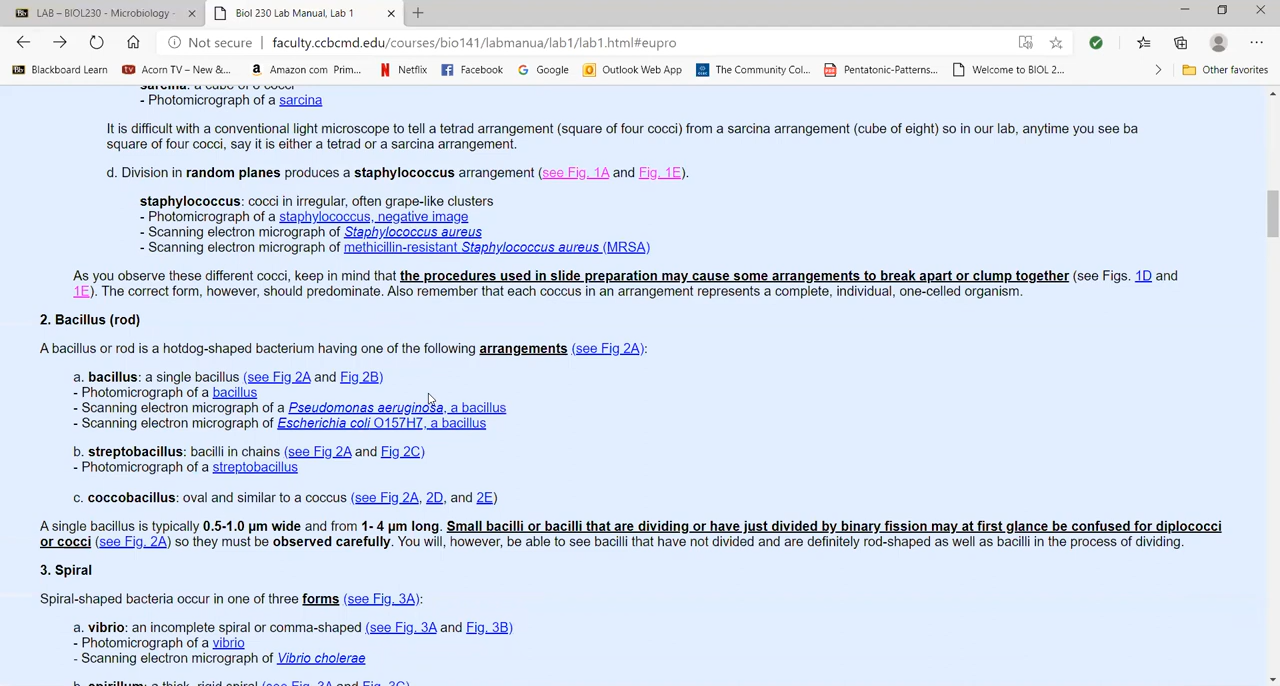 LAB – BIOL230 - Microbiology -
Biol 230 Lab Manual, Lab 1
Not secure | faculty.ccbcmd.edu/courses/bio141/labmanua/lab1/lab1.html#eupro
Blackboard Learn
Acorn TV – New &...
Amazon com Prim...
Netflix
Facebook
Google
Outlook Web App
The Community Col...
Pentatonic-Patterns...
Welcome to BIOL 2...
Other favorites
sarcina: a cube of 8 cocci
- Photomicrograph of a sarcina
It is difficult with a conventional light microscope to tell a tetrad arrangement (square of four cocci) from a sarcina arrangement (cube of eight) so in our lab, anytime you see ba
square of four cocci, say it is either a tetrad or a sarcina arrangement.
d. Division in random planes produces a staphylococcus arrangement (see Fig. 1A and Fig. 1E).
staphylococcus: cocci in irregular, often grape-like clusters
- Photomicrograph of a staphylococcus, negative image
- Scanning electron micrograph of Staphylococcus aureus
- Scanning electron micrograph of methicillin-resistant Staphylococcus aureus (MRSA)
As you observe these different cocci, keep in mind that the procedures used in slide preparation may cause some arrangements to break apart or clump together (see Figs. 1D and
1E). The correct form, however, should predominate. Also remember that each coccus in an arrangement represents a complete, individual, one-celled organism.
2. Bacillus (rod)
A bacillus or rod is a hotdog-shaped bacterium having one of the following arrangements (see Fig 2A):
a. bacillus: a single bacillus (see Fig 2A and Fig 2B)
- Photomicrograph of a bacillus
- Scanning electron micrograph of a Pseudomonas aeruginosa, a bacillus
- Scanning electron micrograph of Escherichia coli O157H7, a bacillus
b. streptobacillus: bacilli in chains (see Fig 2A and Fig 2C)
- Photomicrograph of a streptobacillus
c. coccobacillus: oval and similar to a coccus (see Fig 2A, 2D, and 2E)
A single bacillus is typically 0.5-1.0 µm wide and from 1- 4 µm long. Small bacilli or bacilli that are dividing or have just divided by binary fission may at first glance be confused for diplococci
or cocci (see Fig. 2A) so they must be observed carefully. You will, however, be able to see bacilli that have not divided and are definitely rod-shaped as well as bacilli in the process of dividing.
3. Spiral
Spiral-shaped bacteria occur in one of three forms (see Fig. 3A):
a. vibrio: an incomplete spiral or comma-shaped (see Fig. 3A and Fig. 3B)
- Photomicrograph of a vibrio
- Scanning electron micrograph of Vibrio cholerae
b. spirillum: a thick, rigid spiral (see Fig. 3A and Fig. 3C)